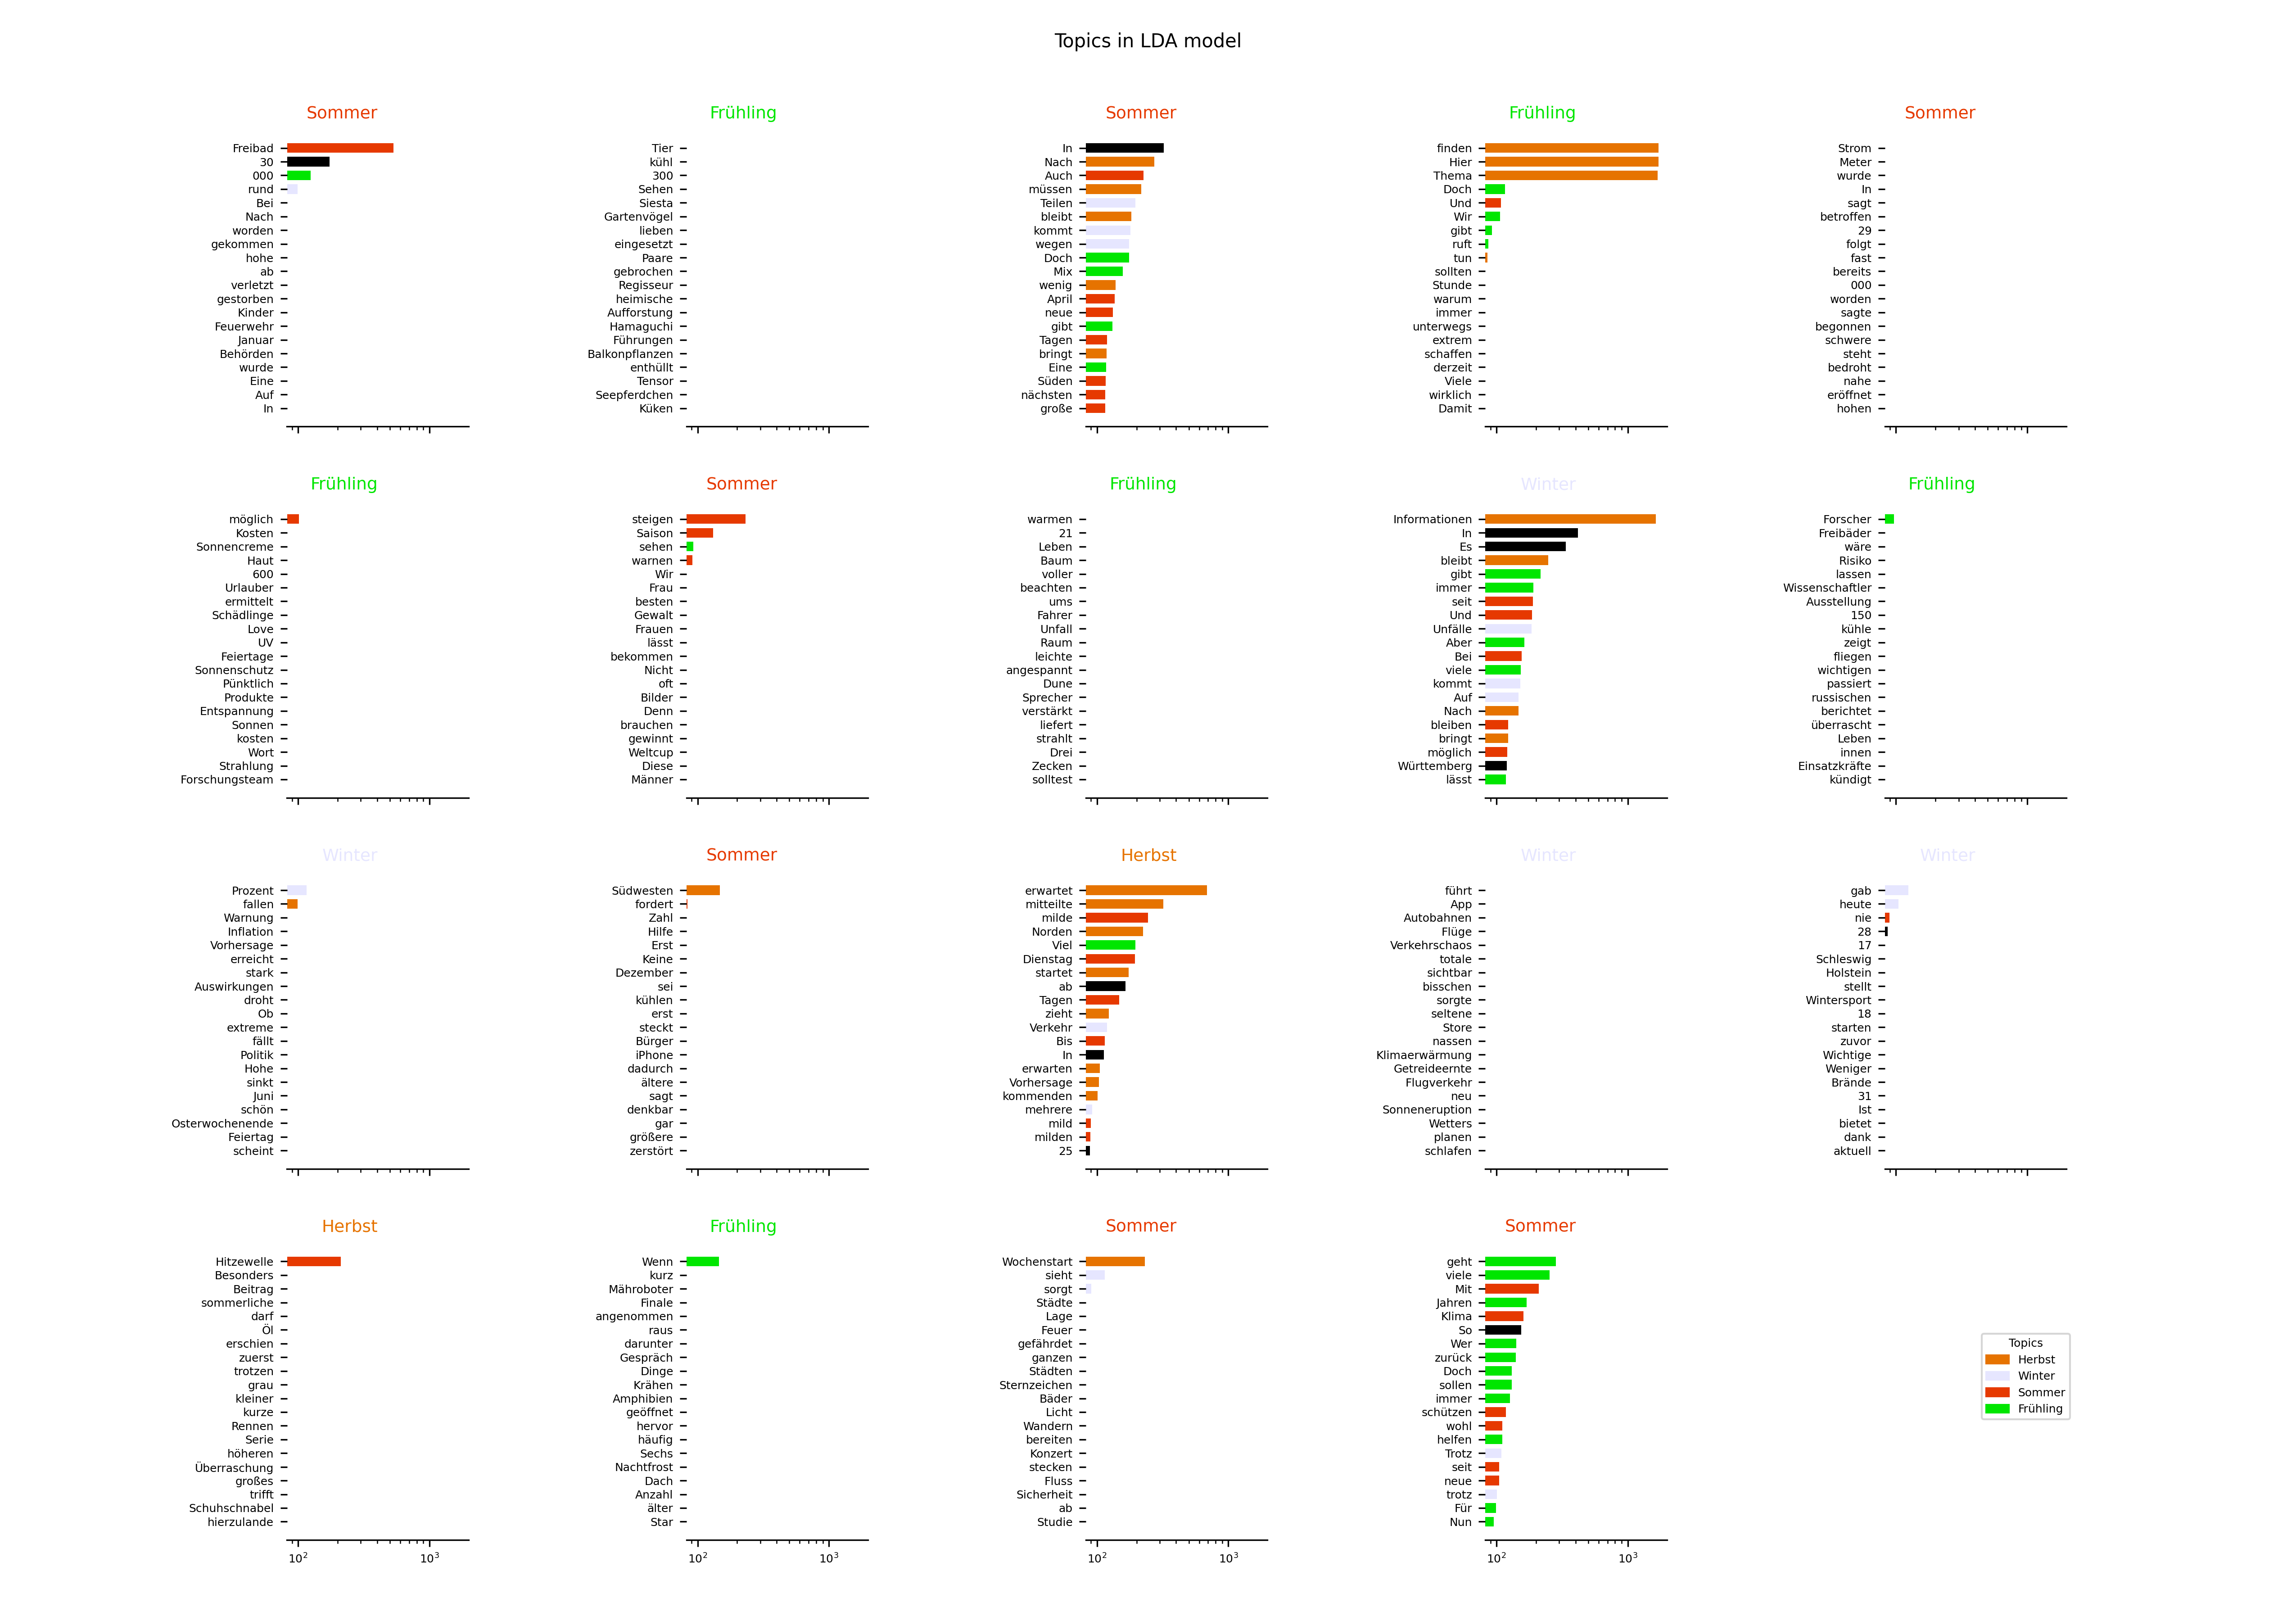 Topics in LDA model
Sommer
Freibad
30
000
rund
Bei
Nach
worden
gekommen
hohe
ab
verletzt
gestorben
Kinder
Feuerwehr
Januar
Behörden
wurde
Eine
Auf
In
Frühling
Tier
kühl
300
Sehen
Siesta
Gartenvögel
lieben
eingesetzt
Paare
gebrochen
Regisseur
heimische
Aufforstung
Hamaguchi
Führungen
Balkonpflanzen
enthüllt
Tensor
Seepferdchen
Küken
Sommer
In
Nach
Auch
müssen
Teilen
bleibt
kommt
wegen
Doch
Mix
wenig
April
neue
gibt
Tagen
bringt
Eine
Süden
nächsten
große
Frühling
finden
Hier
Thema
Doch
Und
Wir
gibt
ruft
tun
sollten
Stunde
warum
immer
unterwegs
extrem
schaffen
derzeit
Viele
wirklich
Damit
Sommer
Strom
Meter
wurde
In
sagt
betroffen
29
folgt
fast
bereits
000
worden
sagte
begonnen
schwere
steht
bedroht
nahe
eröffnet
hohen
Frühling
möglich
Kosten
Sonnencreme
Haut
600
Urlauber
ermittelt
Schädlinge
Love
UV
Feiertage
Sonnenschutz
Pünktlich
Produkte
Entspannung
Sonnen
kosten
Wort
Strahlung
Forschungsteam
Sommer
steigen
Saison
sehen
warnen
Wir
Frau
besten
Gewalt
Frauen
lässt
bekommen
Nicht
oft
Bilder
Denn
brauchen
gewinnt
Weltcup
Diese
Männer
Frühling
warmen
21
Leben
Baum
voller
beachten
ums
Fahrer
Unfall
Raum
leichte
angespannt
Dune
Sprecher
verstärkt
liefert
strahlt
Drei
Zecken
solltest
Winter
Informationen
In
Es
bleibt
gibt
immer
seit
Und
Unfälle
Aber
Bei
viele
kommt
Auf
Nach
bleiben
bringt
möglich
Württemberg
lässt
Frühling
Forscher
Freibäder
wäre
Risiko
lassen
Wissenschaftler
Ausstellung
150
kühle
zeigt
fliegen
wichtigen
passiert
russischen
berichtet
überrascht
Leben
innen
Einsatzkräfte
kündigt
Winter
Prozent
fallen
Warnung
Inflation
Vorhersage
erreicht
stark
Auswirkungen
droht
Ob
extreme
fällt
Politik
Hohe
sinkt
Juni
schön
Osterwochenende
Feiertag
scheint
Sommer
Südwesten
fordert
Zahl
Hilfe
Erst
Keine
Dezember
sei
kühlen
erst
steckt
Bürger
iPhone
dadurch
ältere
sagt
denkbar
gar
größere
zerstört
Herbst
erwartet
mitteilte
milde
Norden
Viel
Dienstag
startet
ab
Tagen
zieht
Verkehr
Bis
In
erwarten
Vorhersage
kommenden
mehrere
mild
milden
25
Winter
führt
App
Autobahnen
Flüge
Verkehrschaos
totale
sichtbar
bisschen
sorgte
seltene
Store
nassen
Klimaerwärmung
Getreideernte
Flugverkehr
neu
Sonneneruption
Wetters
planen
schlafen
Winter
gab
heute
nie
28
17
Schleswig
Holstein
stellt
Wintersport
18
starten
zuvor
Wichtige
Weniger
Brände
31
Ist
bietet
dank
aktuell
Herbst
Hitzewelle
Besonders
Beitrag
sommerliche
darf
Öl
erschien
zuerst
trotzen
grau
kleiner
kurze
Rennen
Serie
höheren
Überraschung
großes
trifft
Schuhschnabel
hierzulande
10²
10³
Frühling
Wenn
kurz
Mähroboter
Finale
angenommen
raus
darunter
Gespräch
Dinge
Krähen
Amphibien
geöffnet
hervor
häufig
Sechs
Nachtfrost
Dach
Anzahl
älter
Star
10²
10³
Sommer
Wochenstart
sieht
sorgt
Städte
Lage
Feuer
gefährdet
ganzen
Städten
Sternzeichen
Bäder
Licht
Wandern
bereiten
Konzert
stecken
Fluss
Sicherheit
ab
Studie
10²
10³
Sommer
geht
viele
Mit
Jahren
Klima
So
Wer
zurück
Doch
sollen
immer
schützen
wohl
helfen
Trotz
seit
neue
trotz
Für
Nun
10²
10³
Topics
Herbst
Winter
Sommer
Frühling